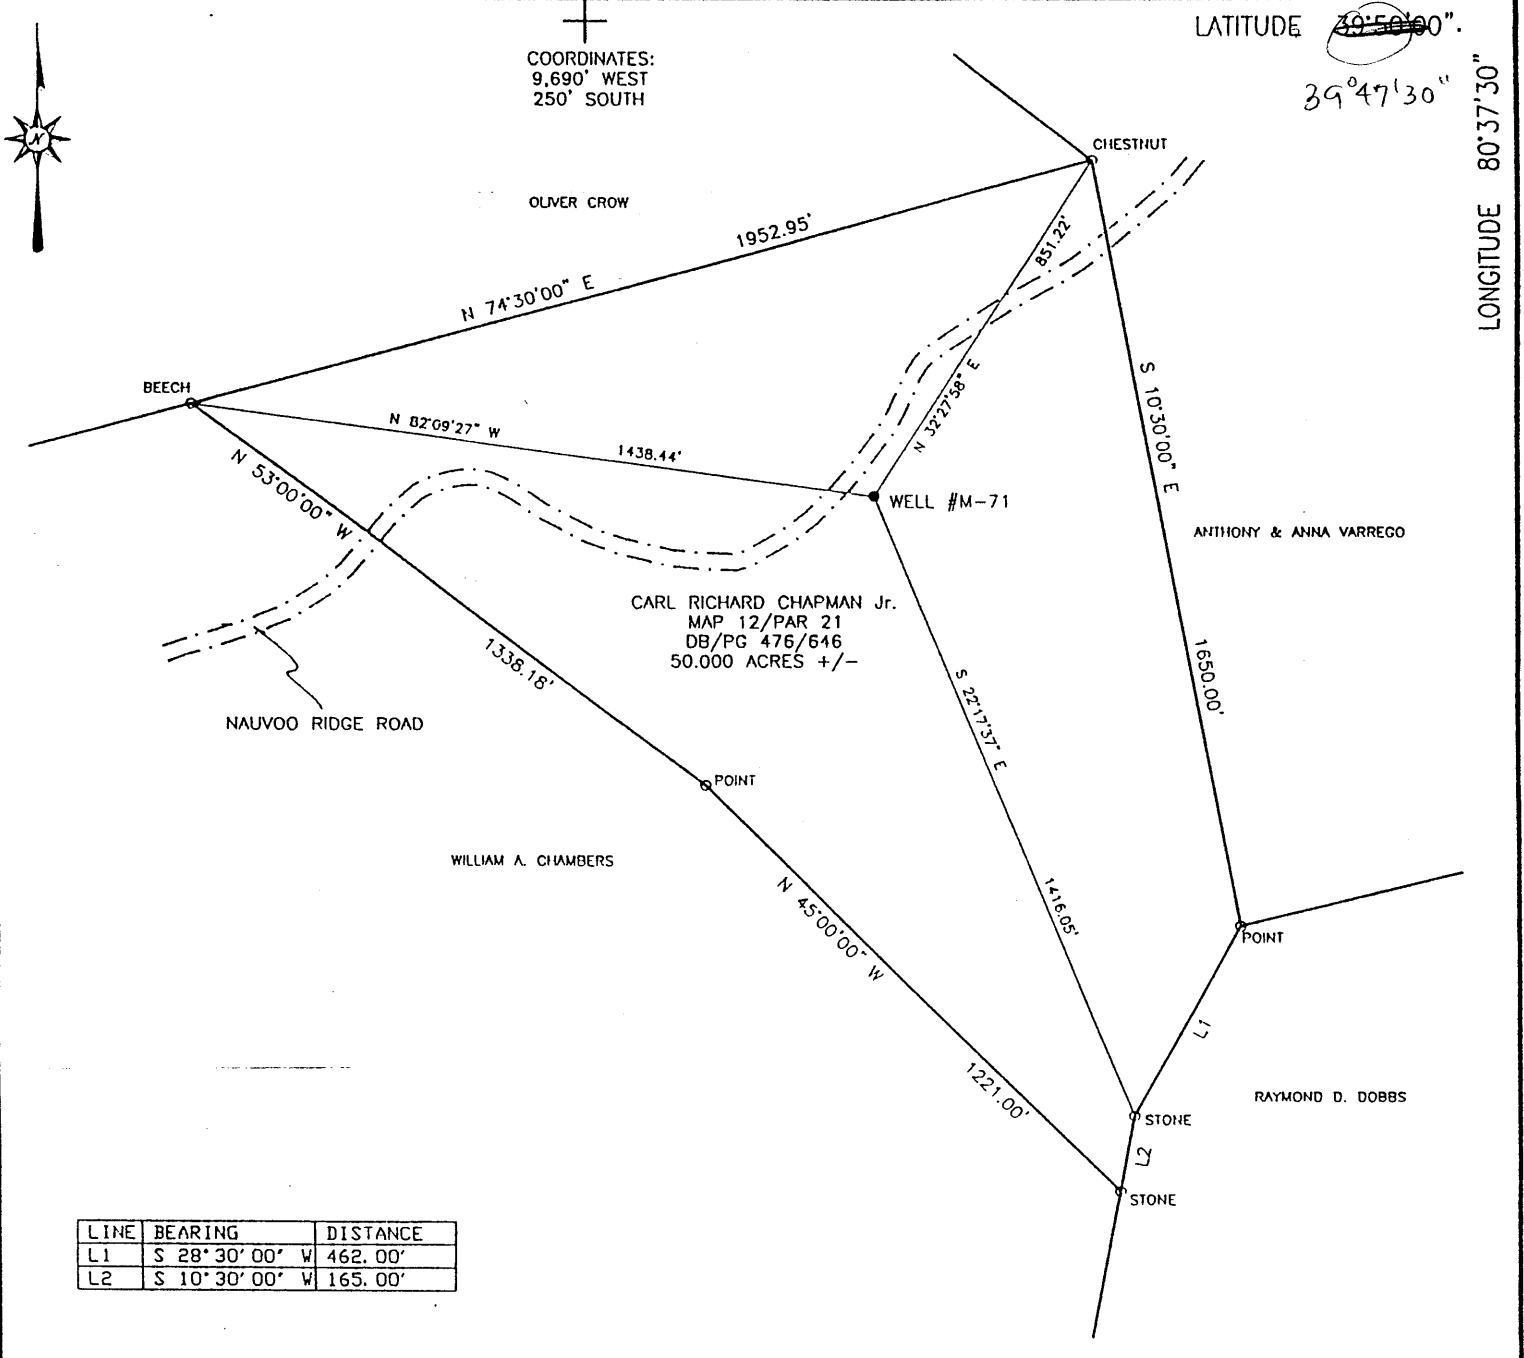 LATITUDE 39°50'00".
39°47'30"
LONGITUDE 80°37'30"
COORDINATES:
9,690' WEST
250' SOUTH
N
CHESTNUT
OLIVER CROW
1952.95'
N 74°30'00" E
851.22'
N 32°27'58" E
BEECH
N 82°09'27" W
1438.44'
S 10°30'00" E
1650.00'
N 53°00'00" W
1338.18'
WELL #M-71
ANTHONY & ANNA VARREGO
CARL RICHARD CHAPMAN Jr.
MAP 12/PAR 21
DB/PG 476/646
50.000 ACRES +/-
S 22°17'37" E
1416.05'
NAUVOO RIDGE ROAD
POINT
WILLIAM A. CHAMBERS
N 45°00'00" W
1221.00'
POINT
L1
RAYMOND D. DOBBS
STONE
L2
STONE
LINE BEARING DISTANCE
L1 S 28°30'00" W 462.00'
L2 S 10°30'00" W 165.00'